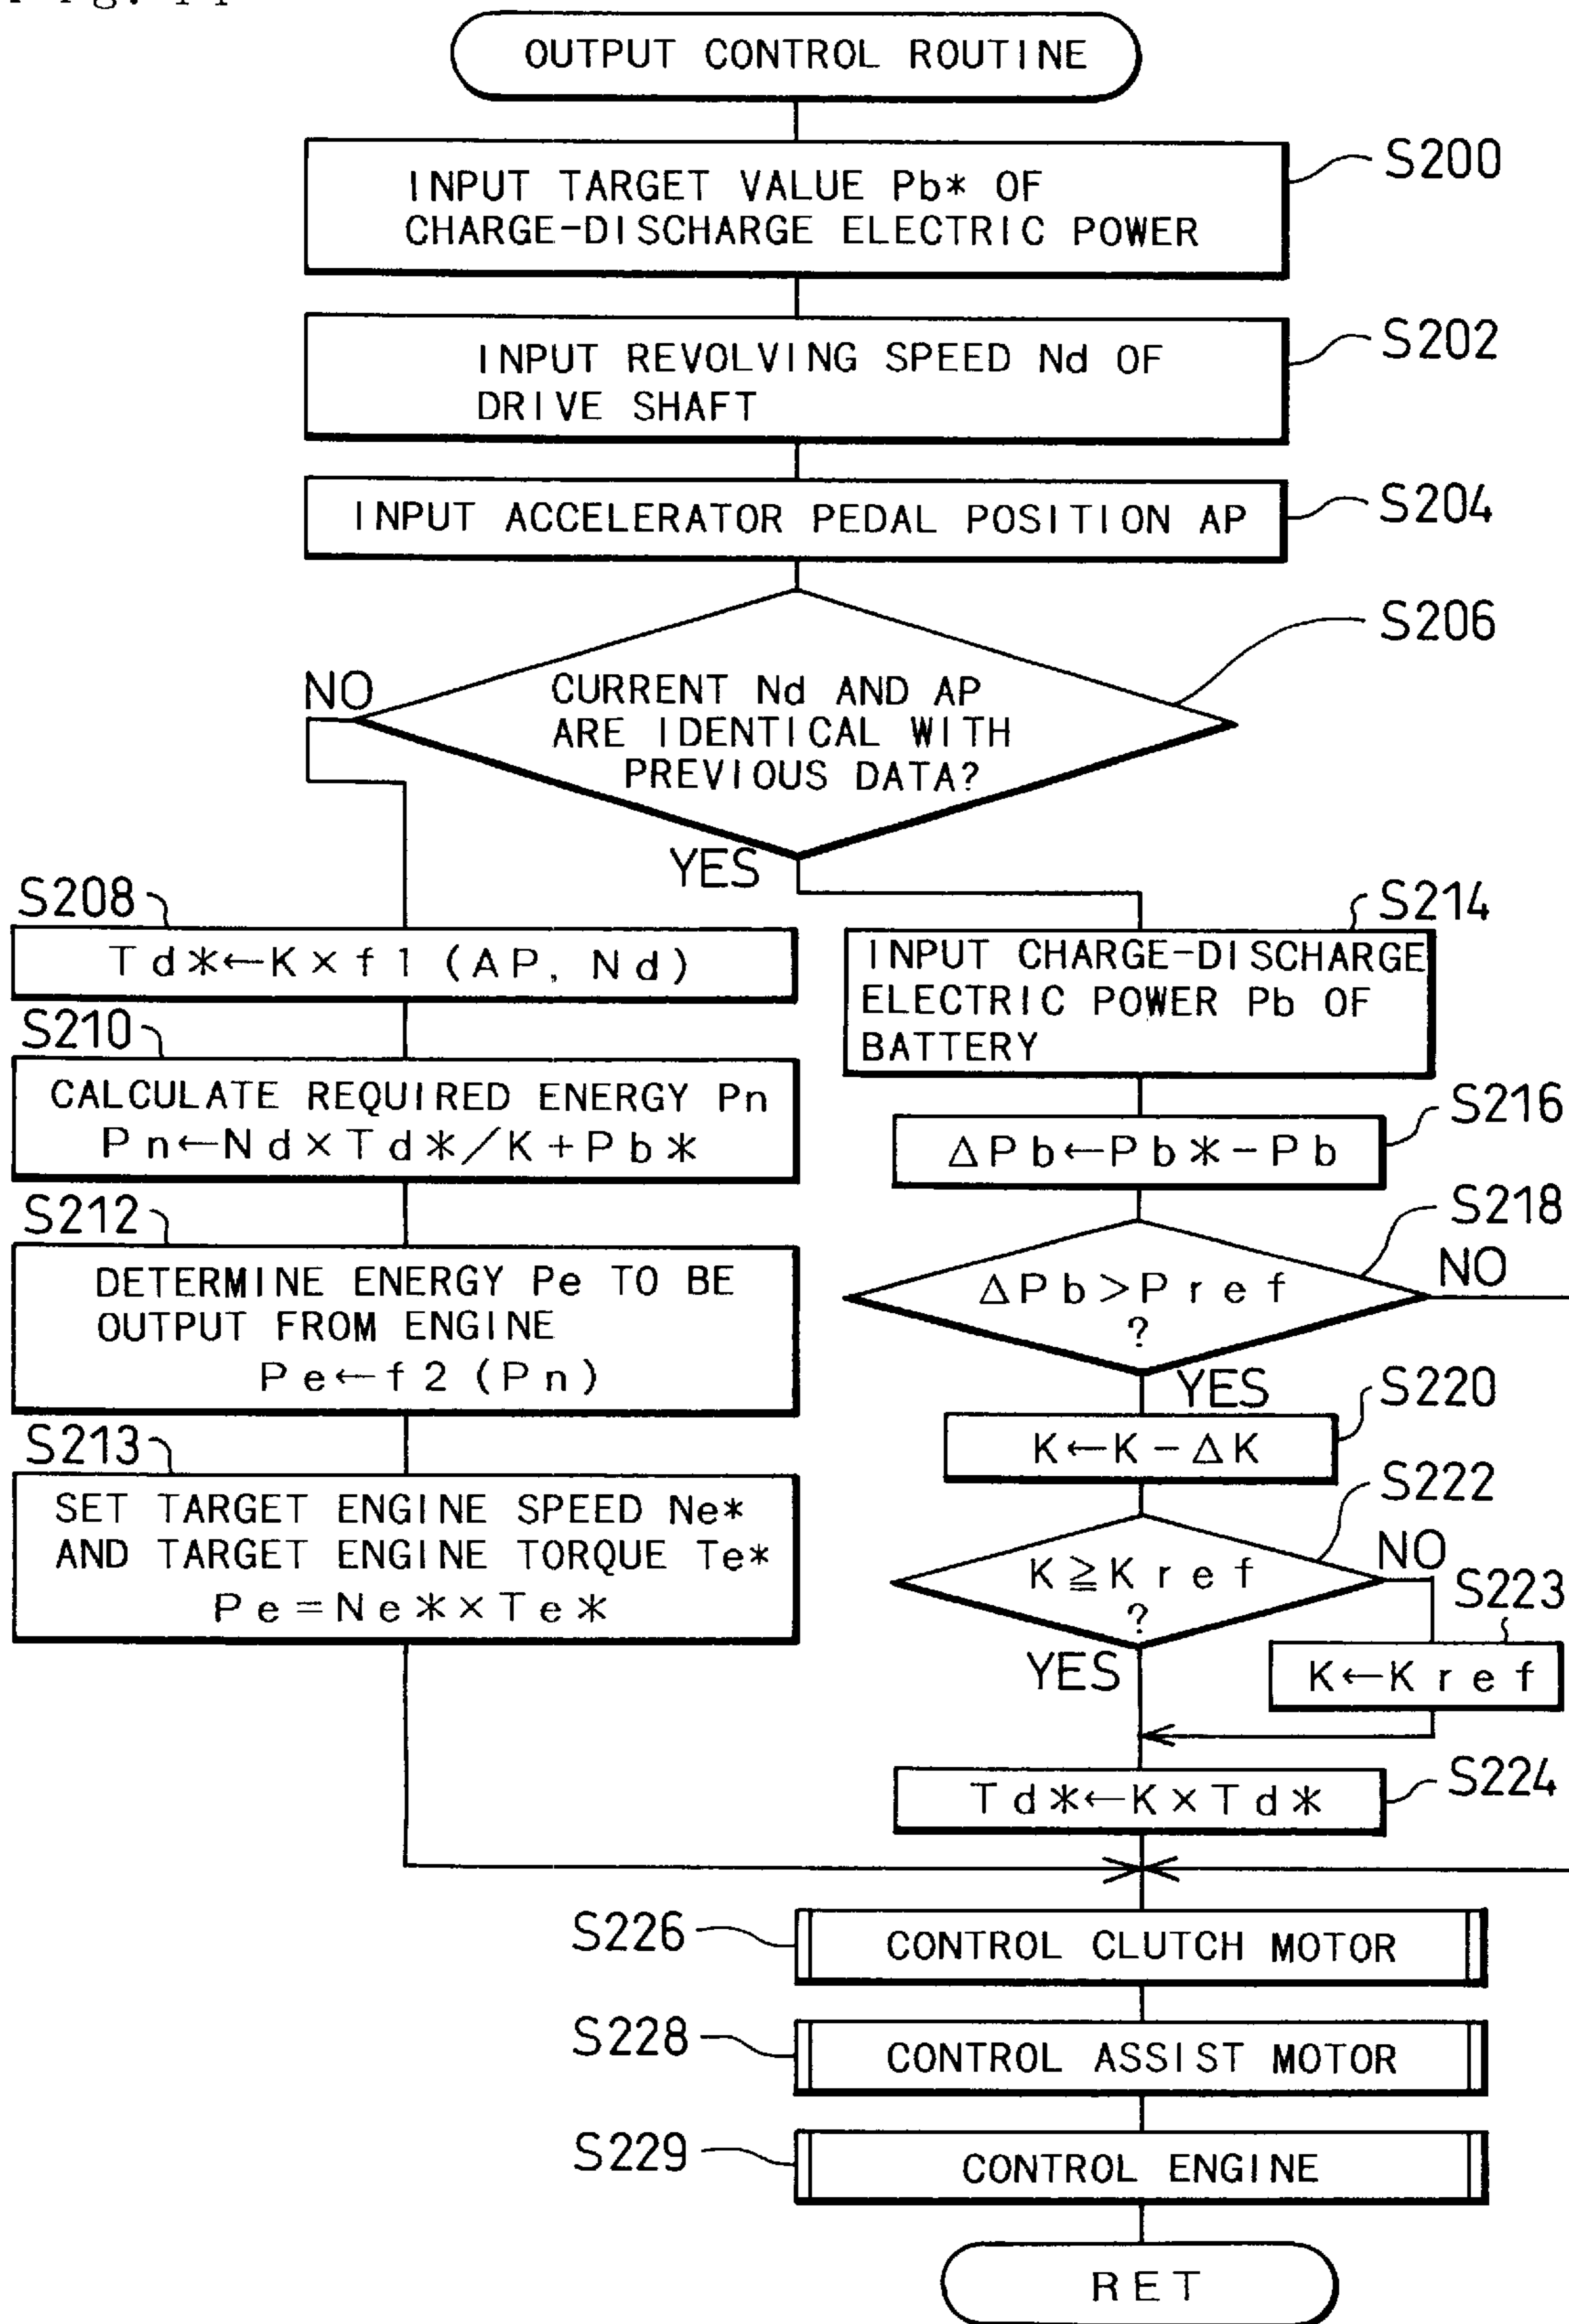 OUTPUT CONTROL ROUTINE
S200
INPUT TARGET VALUE Pb* OF
CHARGE-DISCHARGE ELECTRIC POWER
S202
INPUT REVOLVING SPEED Nd OF
DRIVE SHAFT
S204
INPUT ACCELERATOR PEDAL POSITION AP
S206
CURRENT Nd AND AP
ARE IDENTICAL WITH
PREVIOUS DATA?
NO
YES
S208
Td*←K×f1(AP, Nd)
S210
CALCULATE REQUIRED ENERGY Pn
Pn←Nd×Td*/K+Pb*
S212
DETERMINE ENERGY Pe TO BE
OUTPUT FROM ENGINE
Pe←f2(Pn)
S213
SET TARGET ENGINE SPEED Ne*
AND TARGET ENGINE TORQUE Te*
Pe=Ne*×Te*
S214
INPUT CHARGE-DISCHARGE
ELECTRIC POWER Pb OF
BATTERY
S216
ΔPb←Pb*-Pb
S218
ΔPb>Pref
?
NO
YES
S220
K←K-ΔK
S222
K≧Kref
?
NO
YES
S223
K←Kref
S224
Td*←K×Td*
S226
CONTROL CLUTCH MOTOR
S228
CONTROL ASSIST MOTOR
S229
CONTROL ENGINE
RET